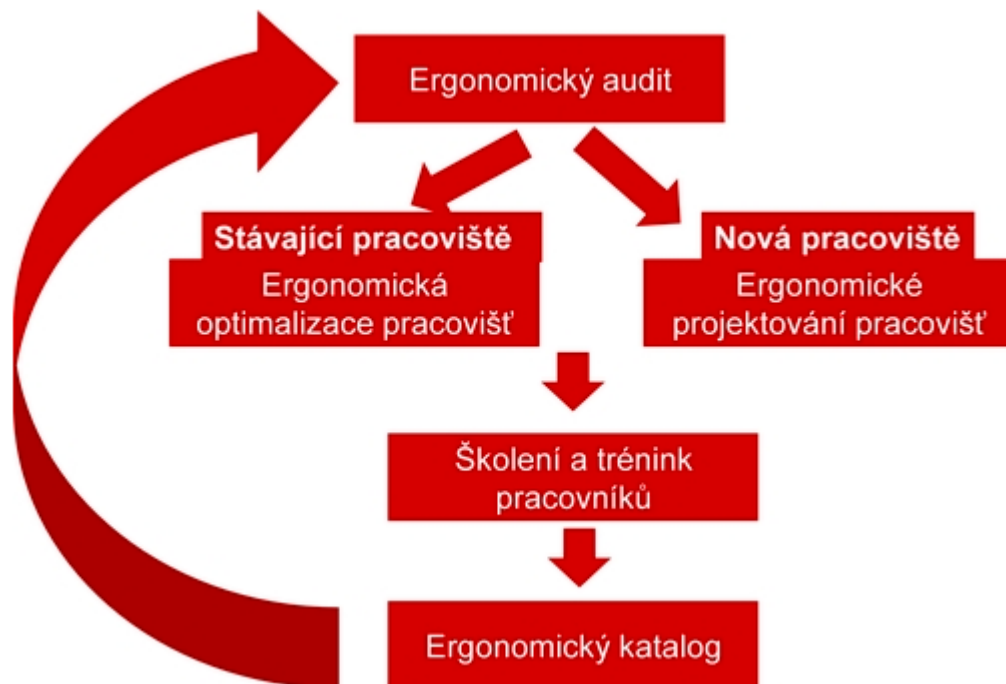 Ergonomický audit
Stávající pracoviště
Ergonomická
optimalizace pracovišť
Nová pracoviště
Ergonomické
projektování pracovišť
Školení a trénink
pracovníků
Ergonomický katalog